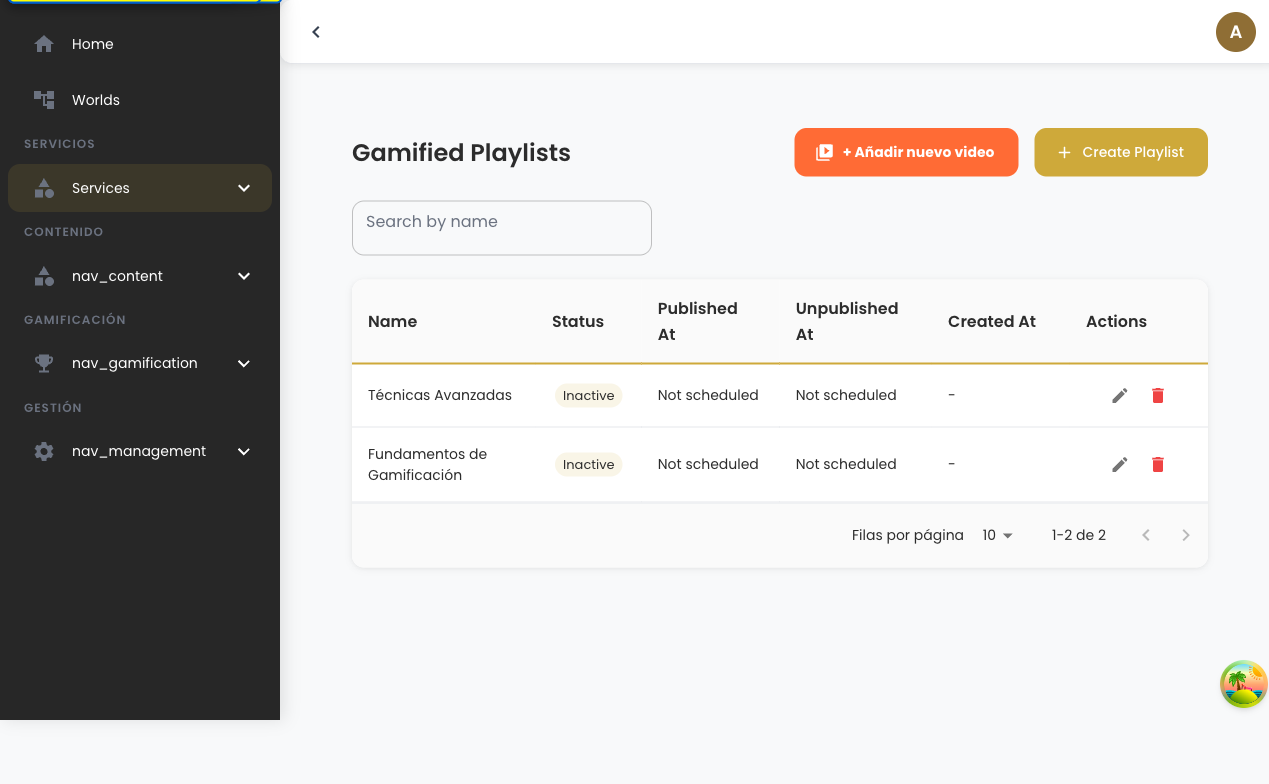 Home
Worlds
SERVICIOS
Services
CONTENIDO
nav_content
GAMIFICACIÓN
nav_gamification
GESTIÓN
nav_management
A
Gamified Playlists
+ Añadir nuevo video
Create Playlist
Search by name
Name Status Published At Unpublished At Created At Actions
Técnicas Avanzadas Inactive Not scheduled Not scheduled -
Fundamentos de Gamificación Inactive Not scheduled Not scheduled -
Filas por página 10 1-2 de 2